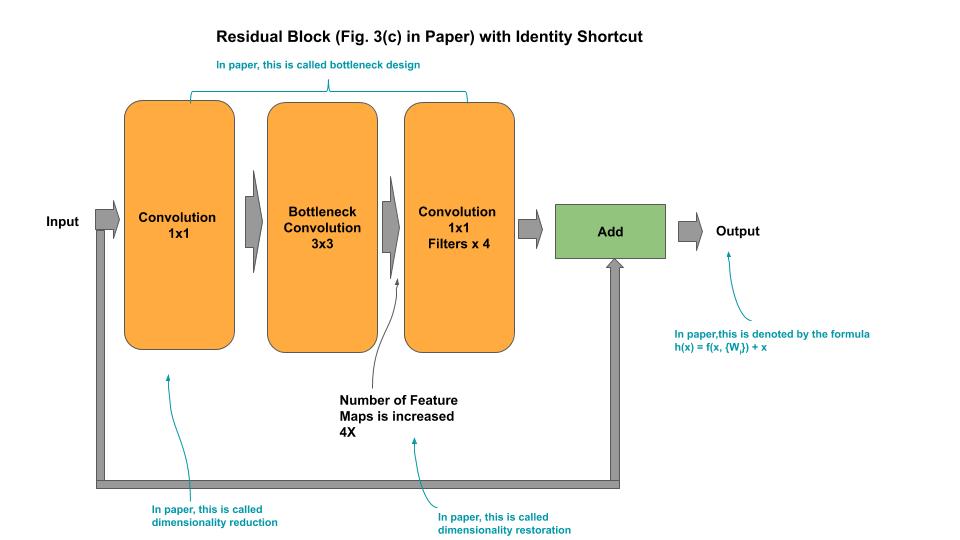 Residual Block (Fig. 3(c) in Paper) with Identity Shortcut
In paper, this is called bottleneck design
Input
Convolution
1x1
Bottleneck
Convolution
3x3
Convolution
1x1
Filters x 4
Add
Output
In paper,this is denoted by the formula
h(x) = f(x, {Wᵢ}) + x
Number of Feature
Maps is increased
4X
In paper, this is called
dimensionality reduction
In paper, this is called
dimensionality restoration